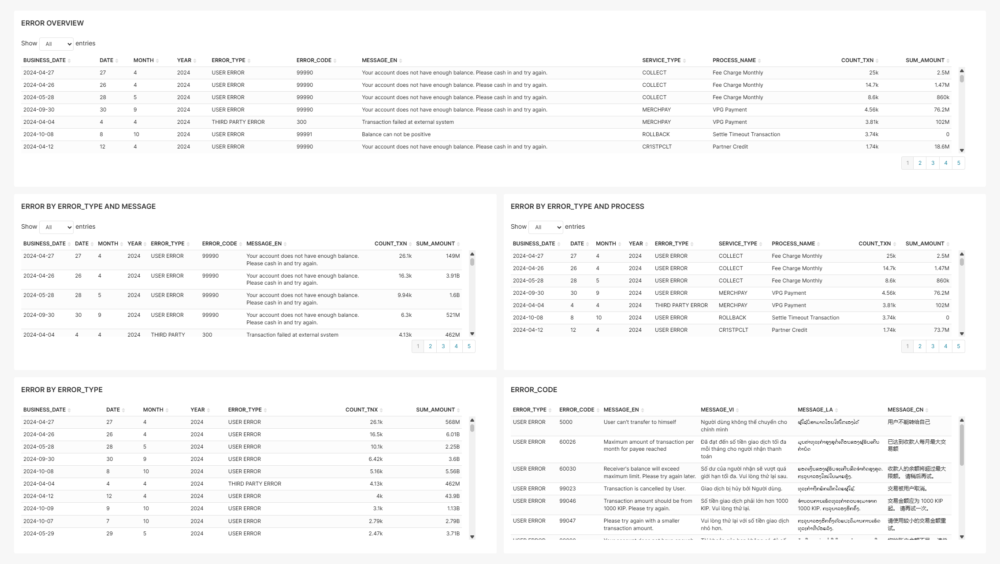 ERROR OVERVIEW
Show All entries
BUSINESS_DATE DATE MONTH YEAR ERROR_TYPE ERROR_CODE MESSAGE_EN SERVICE_TYPE PROCESS_NAME COUNT_TXN SUM_AMOUNT
2024-04-27 27 4 2024 USER ERROR 99990 Your account does not have enough balance. Please cash in and try again. COLLECT Fee Charge Monthly 25k 2.5M
2024-04-26 26 4 2024 USER ERROR 99990 Your account does not have enough balance. Please cash in and try again. COLLECT Fee Charge Monthly 14.7k 1.47M
2024-05-28 28 5 2024 USER ERROR 99990 Your account does not have enough balance. Please cash in and try again. COLLECT Fee Charge Monthly 8.6k 860k
2024-09-30 30 9 2024 USER ERROR 99990 Your account does not have enough balance. Please cash in and try again. MERCHPAY VPG Payment 4.56k 76.2M
2024-04-04 4 4 2024 THIRD PARTY ERROR 300 Transaction failed at external system MERCHPAY VPG Payment 3.81k 102M
2024-10-08 8 10 2024 USER ERROR 99991 Balance can not be positive ROLLBACK Settle Timeout Transaction 3.74k 0
2024-04-12 12 4 2024 USER ERROR 99990 Your account does not have enough balance. Please cash in and try again. CR1STPCLT Partner Credit 1.74k 18.6M
1 2 3 4 5
ERROR BY ERROR_TYPE AND MESSAGE
Show All entries
BUSINESS_DATE DATE MONTH YEAR ERROR_TYPE ERROR_CODE MESSAGE_EN COUNT_TXN SUM_AMOUNT
2024-04-27 27 4 2024 USER ERROR 99990 Your account does not have enough balance. 26.1k 149M
Please cash in and try again.
2024-04-26 26 4 2024 USER ERROR 99990 Your account does not have enough balance. 16.3k 3.91B
Please cash in and try again.
2024-05-28 28 5 2024 USER ERROR 99990 Your account does not have enough balance. 9.94k 1.6B
Please cash in and try again.
2024-09-30 30 9 2024 USER ERROR 99990 Your account does not have enough balance. 6.3k 521M
Please cash in and try again.
2024-04-04 4 4 2024 THIRD PARTY 300 Transaction failed at external system 4.13k 462M
1 2 3 4 5
ERROR BY ERROR_TYPE AND PROCESS
Show All entries
BUSINESS_DATE DATE MONTH YEAR ERROR_TYPE SERVICE_TYPE PROCESS_NAME COUNT_TXN SUM_AMOUNT
2024-04-27 27 4 2024 USER ERROR COLLECT Fee Charge Monthly 25k 2.5M
2024-04-26 26 4 2024 USER ERROR COLLECT Fee Charge Monthly 14.7k 1.47M
2024-05-28 28 5 2024 USER ERROR COLLECT Fee Charge Monthly 8.6k 860k
2024-09-30 30 9 2024 USER ERROR MERCHPAY VPG Payment 4.56k 76.2M
2024-04-04 4 4 2024 THIRD PARTY ERROR MERCHPAY VPG Payment 3.81k 102M
2024-10-08 8 10 2024 USER ERROR ROLLBACK Settle Timeout Transaction 3.74k 0
2024-04-12 12 4 2024 USER ERROR CR1STPCLT Partner Credit 1.74k 73.7M
1 2 3 4 5
ERROR BY ERROR_TYPE
BUSINESS_DATE DATE MONTH YEAR ERROR_TYPE COUNT_TNX SUM_AMOUNT
2024-04-27 27 4 2024 USER ERROR 26.1k 568M
2024-04-26 26 4 2024 USER ERROR 16.5k 6.01B
2024-05-28 28 5 2024 USER ERROR 10.1k 2.25B
2024-09-30 30 9 2024 USER ERROR 6.42k 3.6B
2024-10-08 8 10 2024 USER ERROR 5.16k 5.56B
2024-04-04 4 4 2024 THIRD PARTY ERROR 4.13k 462M
2024-04-12 12 4 2024 USER ERROR 4k 43.9B
2024-10-09 9 10 2024 USER ERROR 3.1k 1.13B
2024-10-07 7 10 2024 USER ERROR 2.79k 2.79B
2024-05-29 29 5 2024 USER ERROR 2.47k 3.71B
ERROR_CODE
ERROR_TYPE ERROR_CODE MESSAGE_EN MESSAGE_VI MESSAGE_LA MESSAGE_CN
USER ERROR 5000 User can't transfer to himself Người dùng không thể chuyển cho ຜູ້ໃຊ້ບໍ່ສາມາດໂອນໃຫ້ໂຕເອງໄດ້ 用户不能转给自己
chính mình
USER ERROR 60026 Maximum amount of transaction per Đã đạt đến số tiền giao dịch tối đa ມູນຄ່າທຸລະກຳສູງສຸດຕໍ່ເດືອນຂອງຜູ້ຮັບເກີນ 已达到收款人每月最大交
month for payee reached mỗi tháng cho người nhận thanh ກຳນົດ 易额
toán
USER ERROR 60030 Receiver's balance will exceed Số dư của người nhận sẽ vượt quá ຍອດເງິນຂອງຜູ້ຮັບຈະເກີນຂີດຈຳກັດສູງສຸດ. 收款人的余额将超过最大
maximum limit. Please try again later. giới hạn tối đa. Vui lòng thử lại sau. ກະລຸນາລອງໃໝ່ໃນພາຍຫຼັງ. 限额。 请稍后再试。
USER ERROR 99023 Transaction is cancelled by User. Giao dịch bị hủy bởi Người dùng. ທຸລະກຳຖືກຍົກເລີກໂດຍຜູ້ໃຊ້. 交易被用户取消。
USER ERROR 99046 Transaction amount should be from Số tiền giao dịch phải lớn hơn 1000 ຈຳນວນການເຮັດທຸລະກຳຄວນຈະມາຈາກ 交易金额应为 1000 KIP
1000 KIP. Please try again. KIP. Vui lòng thử lại. 1000 KIP. ກະລຸນາລອງອີກຄັ້ງ. 起。 请再试一次。
USER ERROR 99047 Please try again with a smaller Vui lòng thử lại với số tiền giao dịch ກະລຸນາລອງອີກຄັ້ງດ້ວຍປະລິມານການເຮັດ 请使用较小的交易金额重
transaction amount. nhỏ hơn. ທຸລະກຳທີ່ນ້ອຍລົງ. 试。